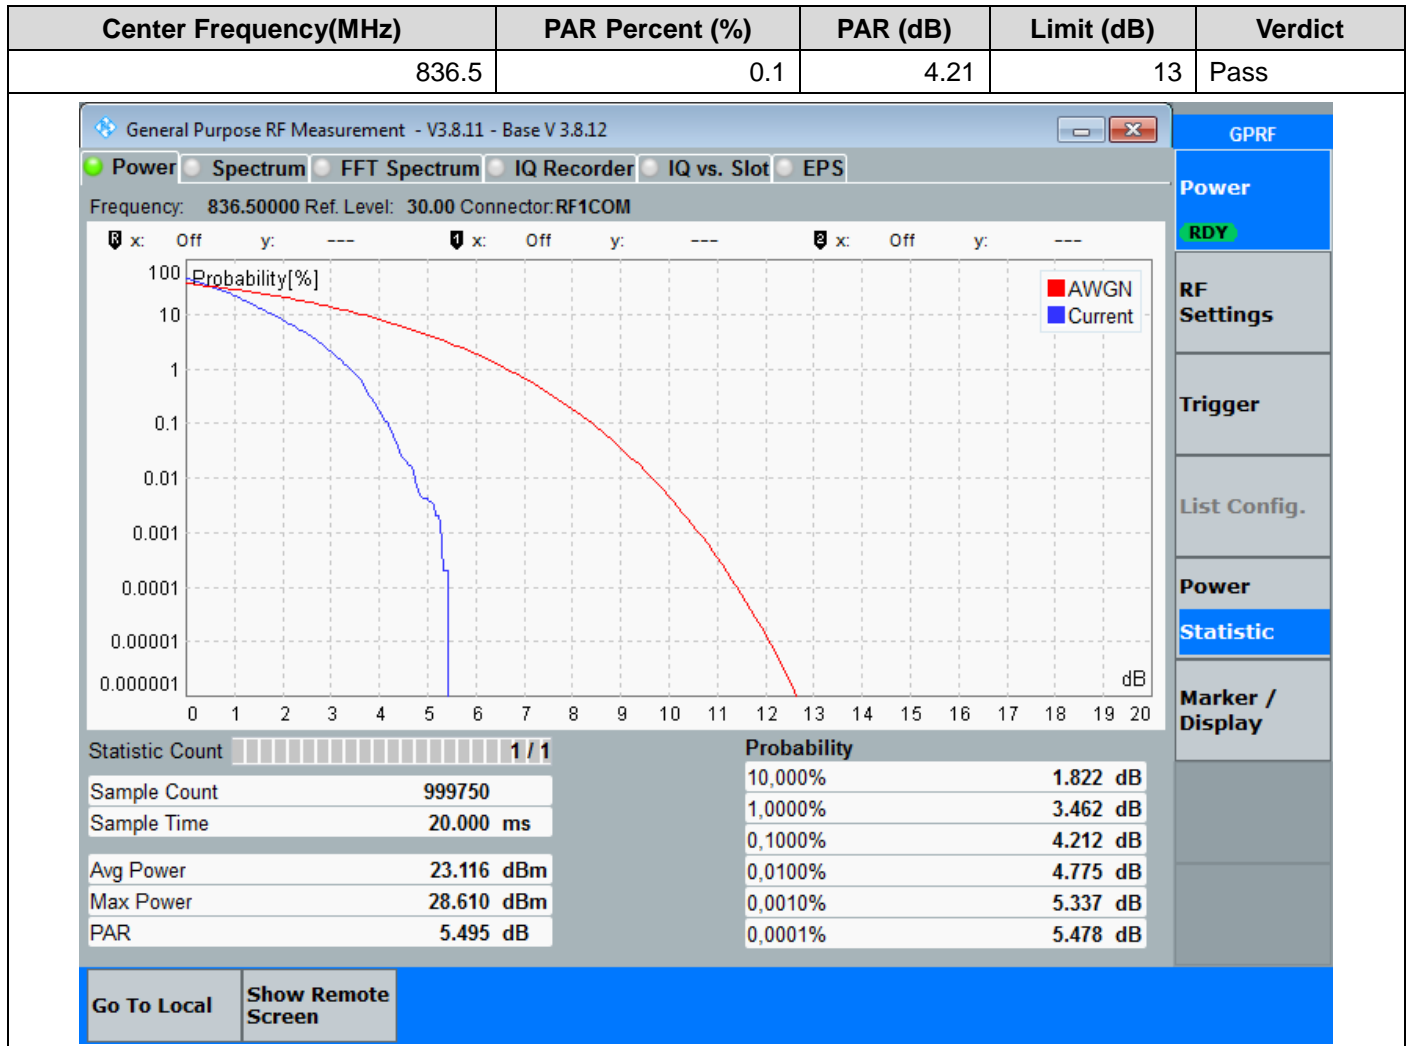 Center Frequency(MHz) PAR Percent (%) PAR (dB) Limit (dB) Verdict
836.5 0.1 4.21 13 Pass
General Purpose RF Measurement - V3.8.11 - Base V 3.8.12
GPRF
Power Spectrum FFT Spectrum IQ Recorder IQ vs. Slot EPS
Frequency: 836.50000 Ref. Level: 30.00 Connector:RF1COM
R x: Off y: --- 1 x: Off y: --- 2 x: Off y: ---
Probability[%]
AWGN
Current
100
10
1
0.1
0.01
0.001
0.0001
0.00001
0.000001
dB
0 1 2 3 4 5 6 7 8 9 10 11 12 13 14 15 16 17 18 19 20
Statistic Count 1 / 1
Sample Count 999750
Sample Time 20.000 ms
Avg Power 23.116 dBm
Max Power 28.610 dBm
PAR 5.495 dB
Probability
10,000% 1.822 dB
1,0000% 3.462 dB
0,1000% 4.212 dB
0,0100% 4.775 dB
0,0010% 5.337 dB
0,0001% 5.478 dB
Power
RDY
RF
Settings
Trigger
List Config.
Power
Statistic
Marker /
Display
Go To Local
Show Remote
Screen